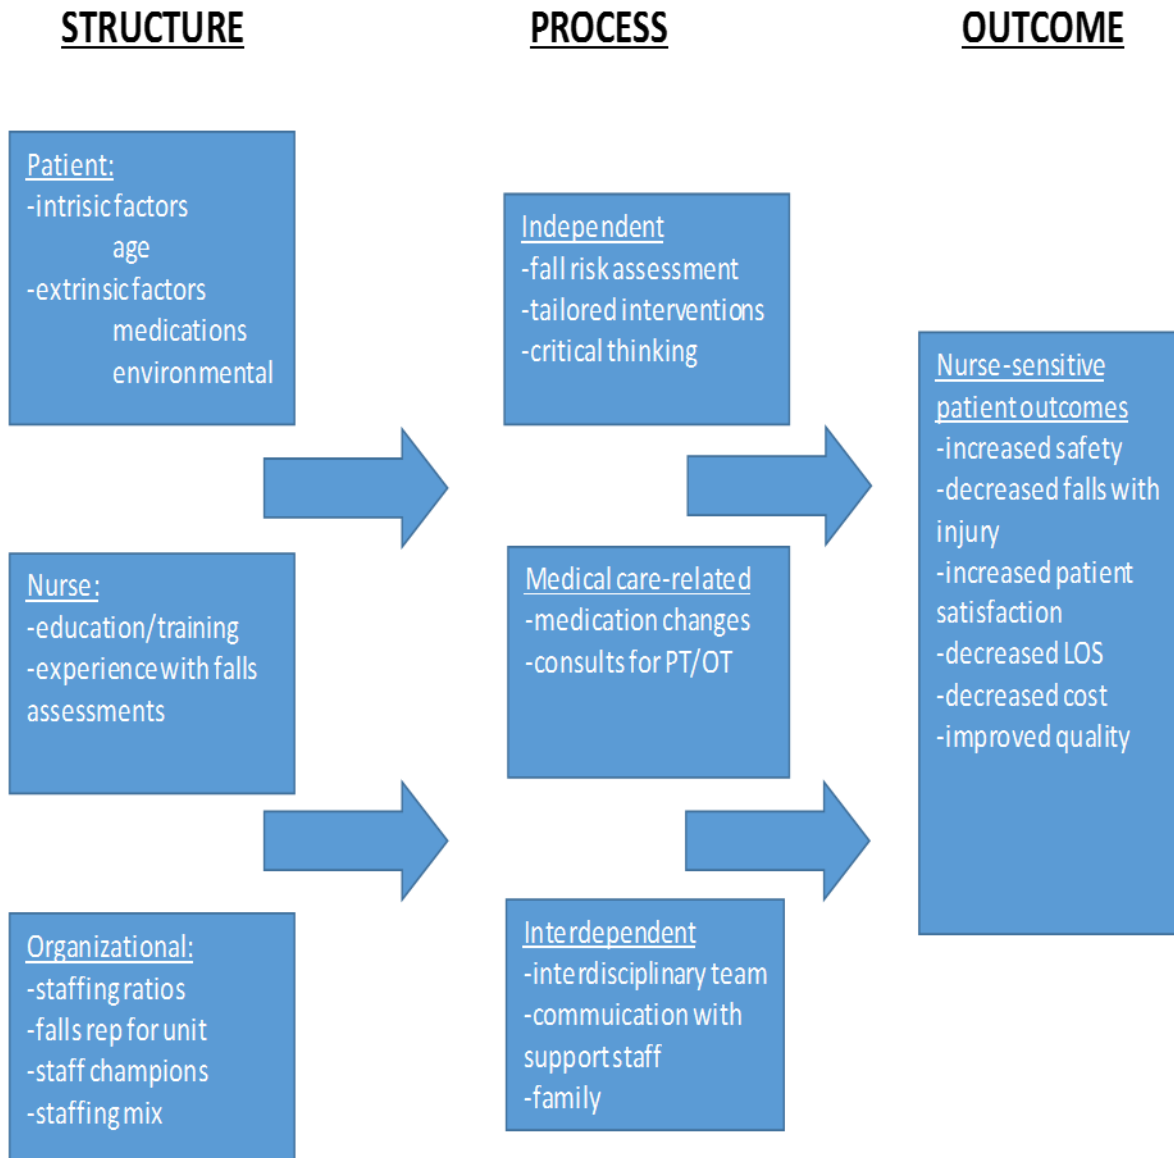 STRUCTURE
PROCESS
OUTCOME
Patient:
-intrisic factors
age
-extrinsic factors
medications
environmental
Nurse:
-education/training
-experience with falls
assessments
Organizational:
-staffing ratios
-falls rep for unit
-staff champions
-staffing mix
Independent
-fall risk assessment
-tailored interventions
-critical thinking
Medical care-related
-medication changes
-consults for PT/OT
Interdependent
-interdisciplinary team
-commuication with
support staff
-family
Nurse-sensitive
patient outcomes
-increased safety
-decreased falls with
injury
-increased patient
satisfaction
-decreased LOS
-decreased cost
-improved quality